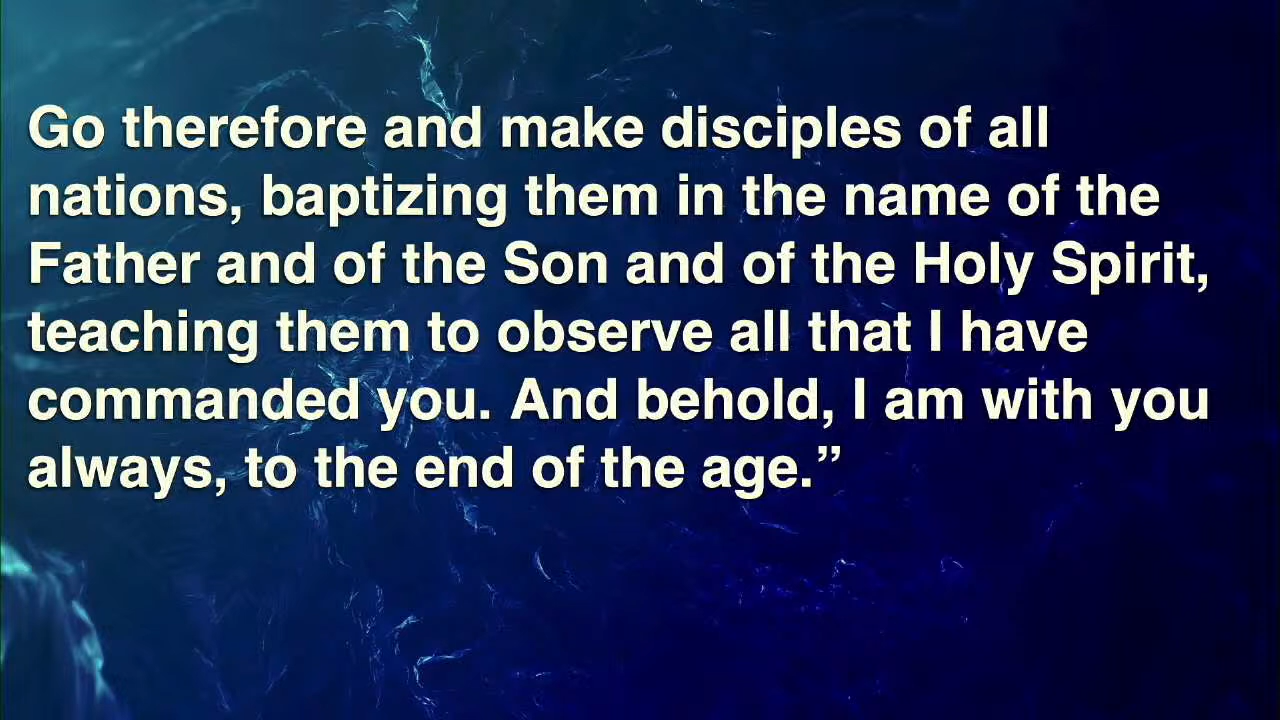 Go therefore and make disciples of all
nations, baptizing them in the name of the
Father and of the Son and of the Holy Spirit,
teaching them to observe all that I have
commanded you. And behold, I am with you
always, to the end of the age.”